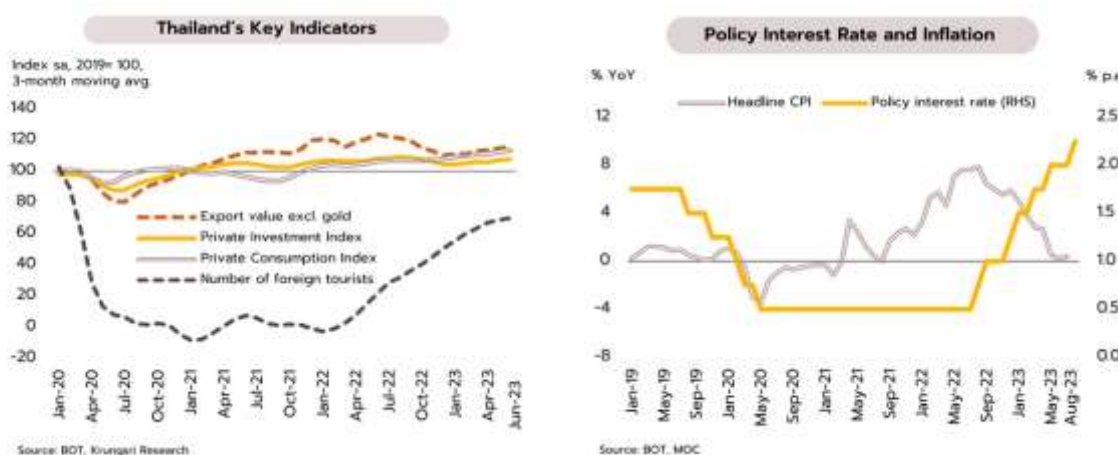 Thailand's Key Indicators
Index sa, 2019= 100,
3-month moving avg.
140
120
100
80
60
40
20
0
-20
Export value excl. gold
Private Investment Index
Private Consumption Index
Number of foreign tourists
Jan-20
Apr-20
Jul-20
Oct-20
Jan-21
Apr-21
Jul-21
Oct-21
Jan-22
Apr-22
Jul-22
Oct-22
Jan-23
Apr-23
Jun-23
Source: BOT, Krungsri Research
Policy Interest Rate and Inflation
% YoY
% p.a
Headline CPI
Policy interest rate (RHS)
12
8
4
0
-4
-8
2.5
2.0
1.5
1.0
0.5
0.0
Jan-19
May-19
Sep-19
Jan-20
May-20
Sep-20
Jan-21
May-21
Sep-21
Jan-22
May-22
Sep-22
Jan-23
May-23
Aug-23
Source: BOT, MOC